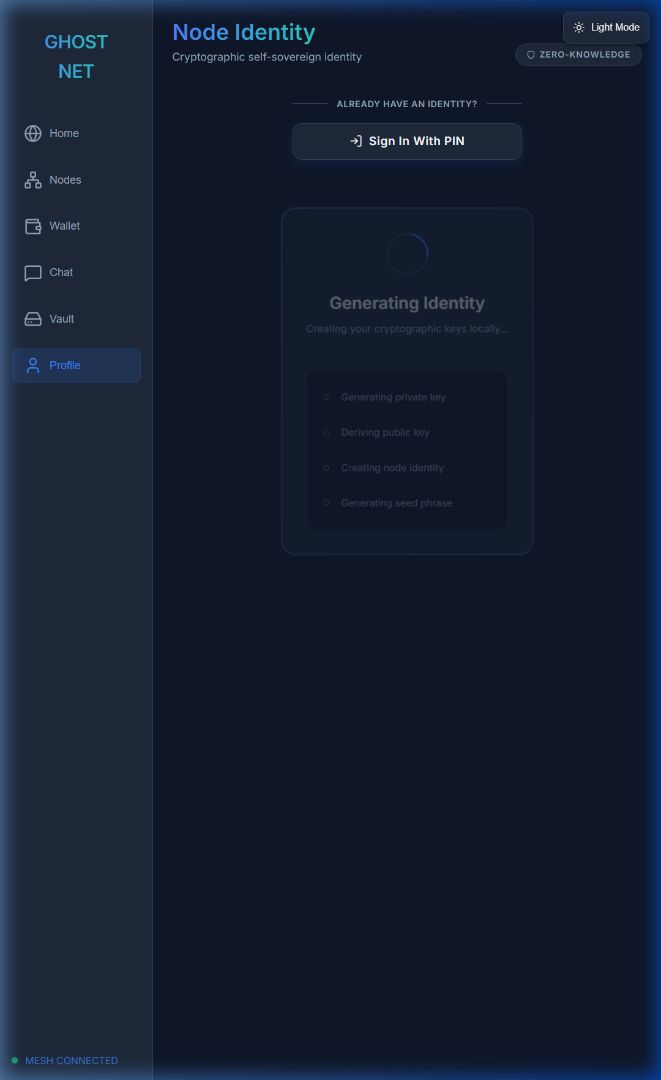 GHOST
NET
Home
Nodes
Wallet
Chat
Vault
Profile
MESH CONNECTED
Node Identity
Cryptographic self-sovereign identity
Light Mode
ZERO-KNOWLEDGE
ALREADY HAVE AN IDENTITY?
Sign In With PIN
Generating Identity
Creating your cryptographic keys locally...
Generating private key
Deriving public key
Creating node identity
Generating seed phrase